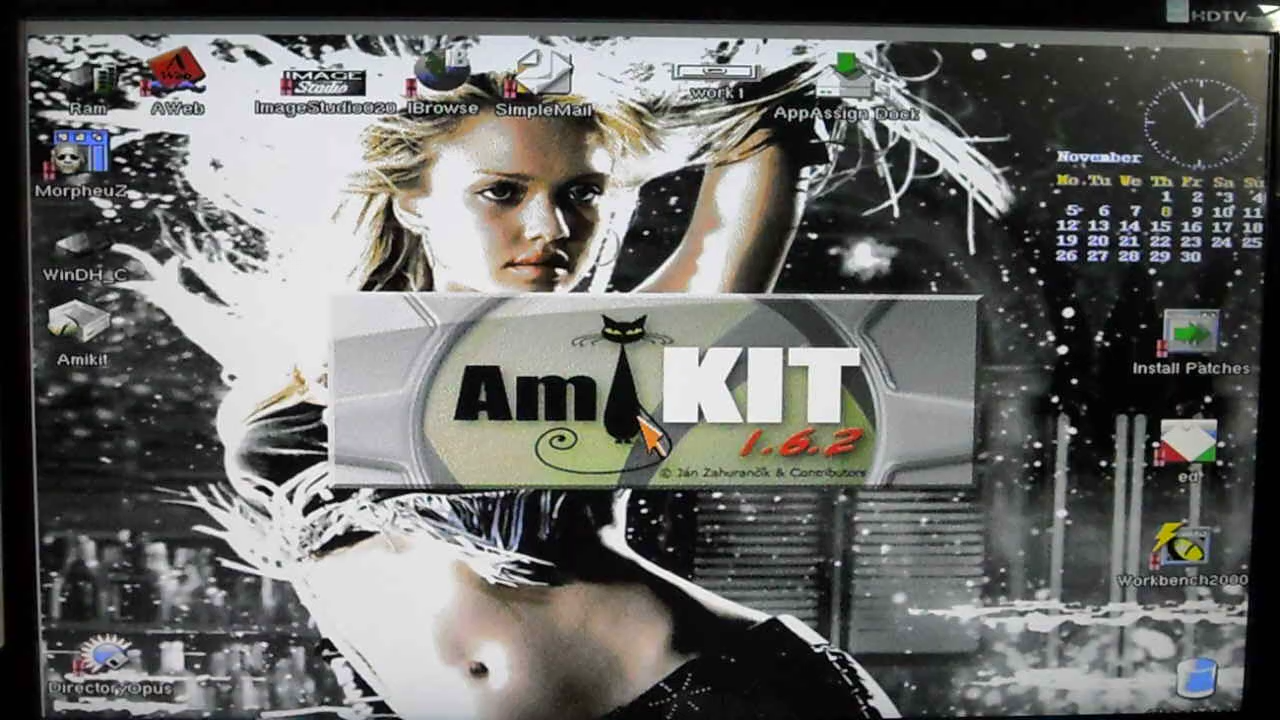 HDTV
Ram
AWeb
IMAGE
Studio
ImageStudio020
IBrowse
SimpleMail
work1
AppAssign Dock
MorpheuZ
November
Mo Tu We Th Fr Sa Su
1 2 3 4
5 6 7 8 9 10 11
12 13 14 15 16 17 18
19 20 21 22 23 24 25
26 27 28 29 30
WinDH_C
Amikit
AmiKIT
1.6.2
© Ján Zahurančík & Contributors
Install Patches
ed
Workbench2000
DirectoryOpus